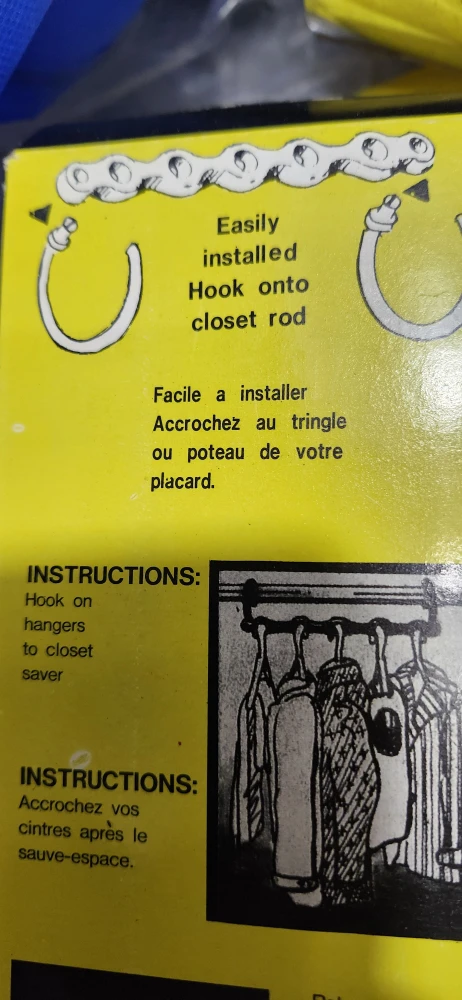 Easily
installed
Hook onto
closet rod
Facile a installer
Accrochez au tringle
ou poteau de votre
placard.
INSTRUCTIONS:
Hook on
hangers
to closet
saver
INSTRUCTIONS:
Accrochez vos
cintres après le
sauve-espace.